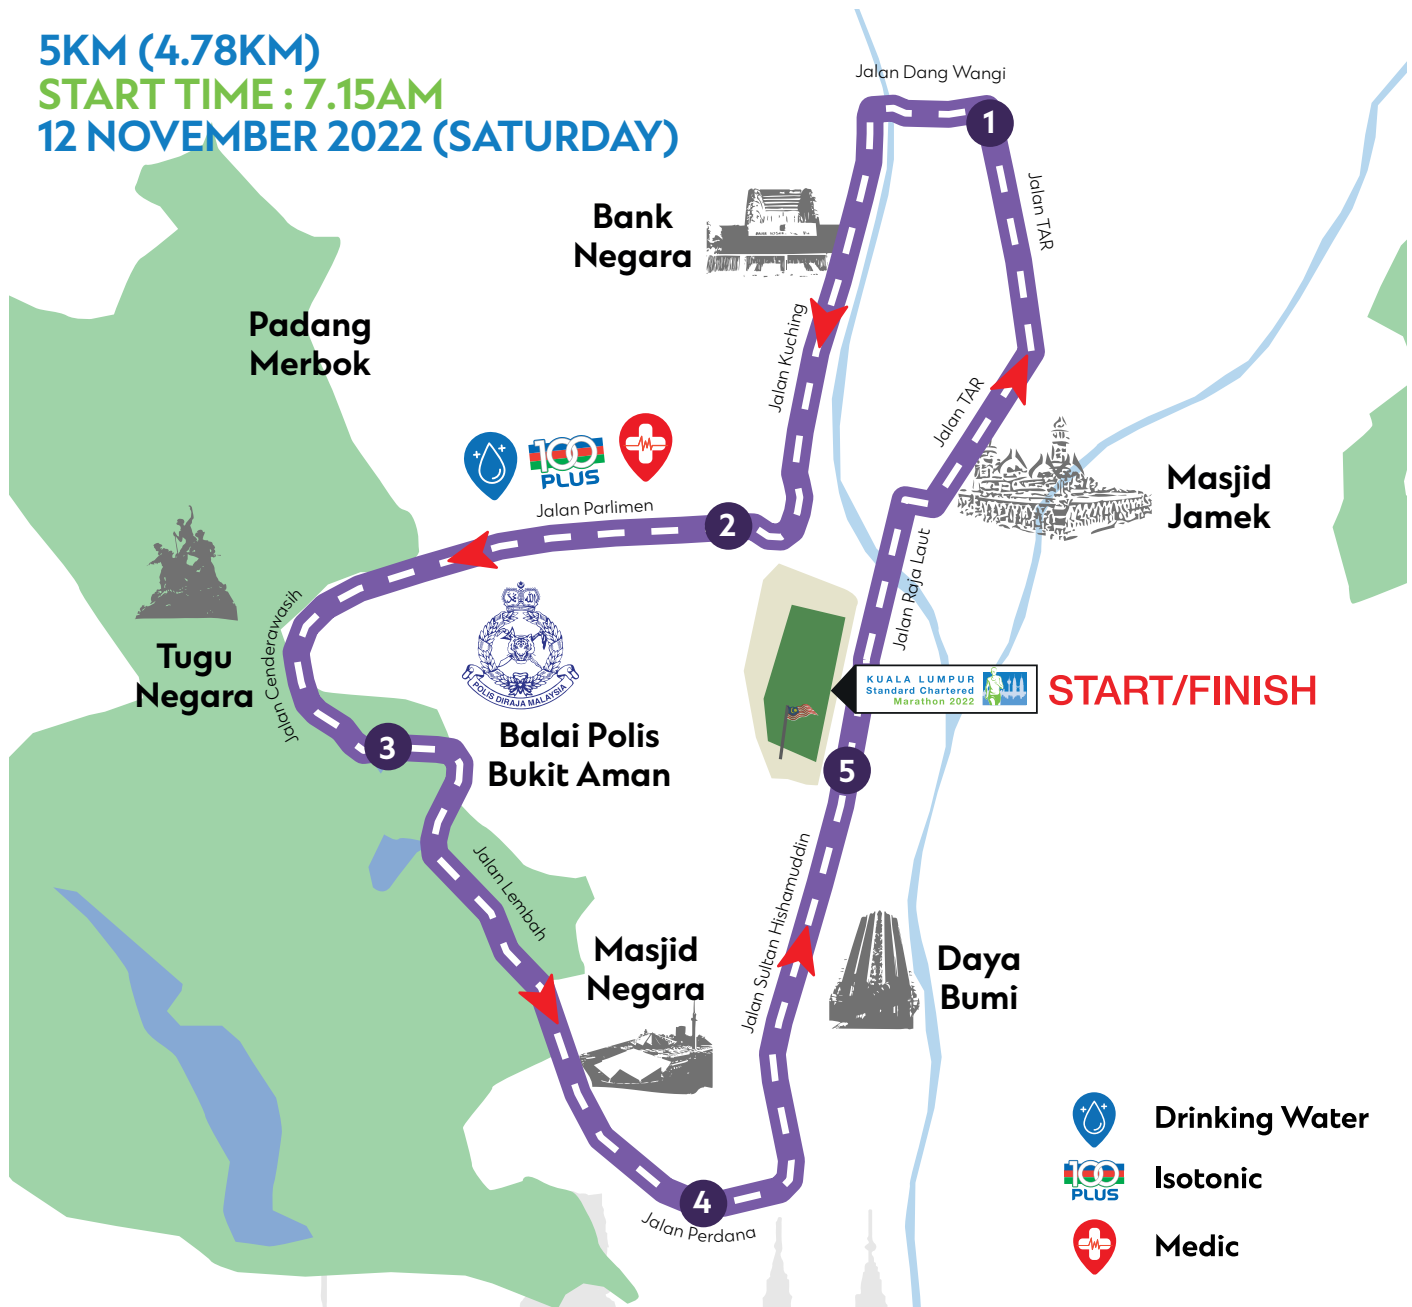 5KM (4.78KM)
START TIME : 7.15AM
12 NOVEMBER 2022 (SATURDAY)
Jalan Dang Wangi
1
Jalan TAR
Bank
Negara
Padang
Merbok
Jalan Kuching
Jalan TAR
100
PLUS
Jalan Parlimen
2
Masjid
Jamek
Jalan Raja Laut
Jalan Cenderawasih
Tugu
Negara
POLIS DIRAJA MALAYSIA
KUALA LUMPUR
Standard Chartered
Marathon 2022
START/FINISH
3
Balai Polis
Bukit Aman
5
Jalan Lembah
Jalan Sultan Hishamuddin
Masjid
Negara
Daya
Bumi
4
Jalan Perdana
Drinking Water
100
PLUS
Isotonic
Medic